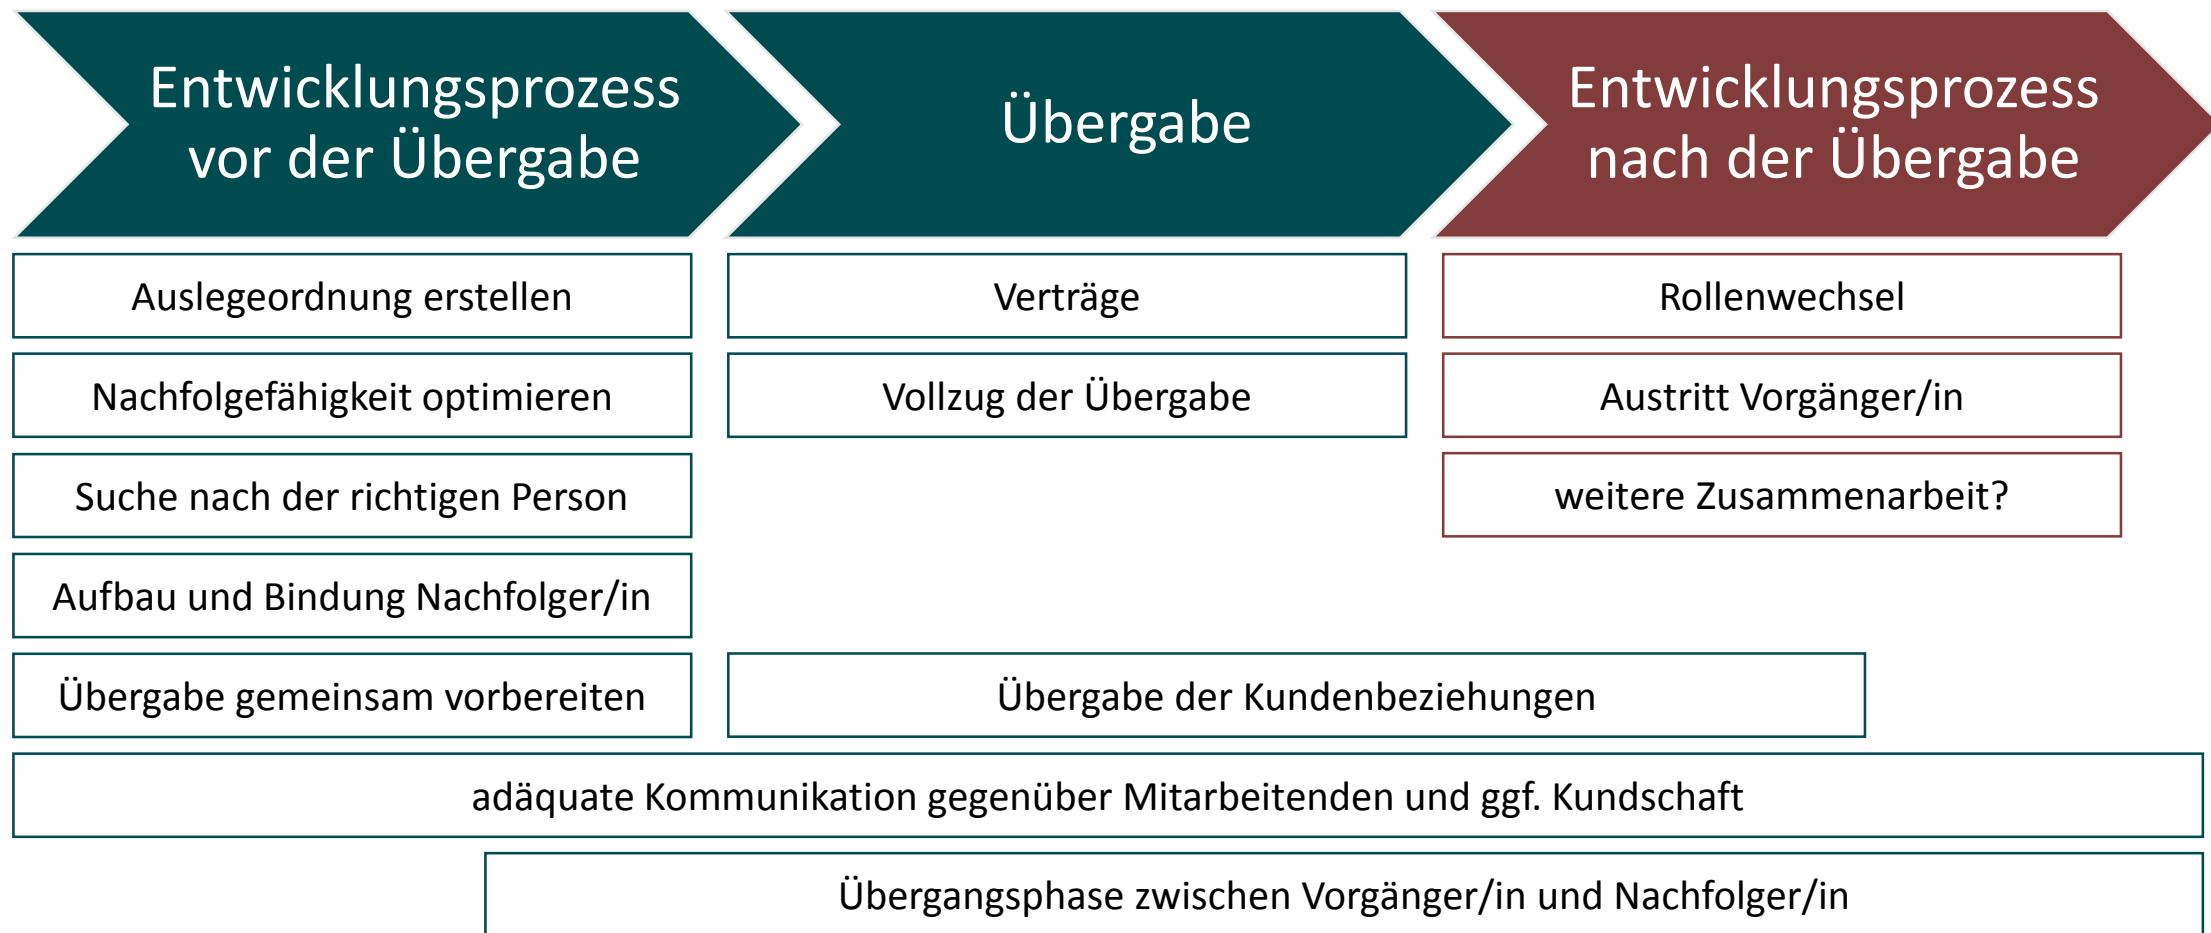 Entwicklungsprozess
vor der Übergabe
Übergabe
Entwicklungsprozess
nach der Übergabe
Auslegeordnung erstellen
Verträge
Rollenwechsel
Nachfolgefähigkeit optimieren
Vollzug der Übergabe
Austritt Vorgänger/in
Suche nach der richtigen Person
weitere Zusammenarbeit?
Aufbau und Bindung Nachfolger/in
Übergabe gemeinsam vorbereiten
Übergabe der Kundenbeziehungen
adäquate Kommunikation gegenüber Mitarbeitenden und ggf. Kundschaft
Übergangsphase zwischen Vorgänger/in und Nachfolger/in